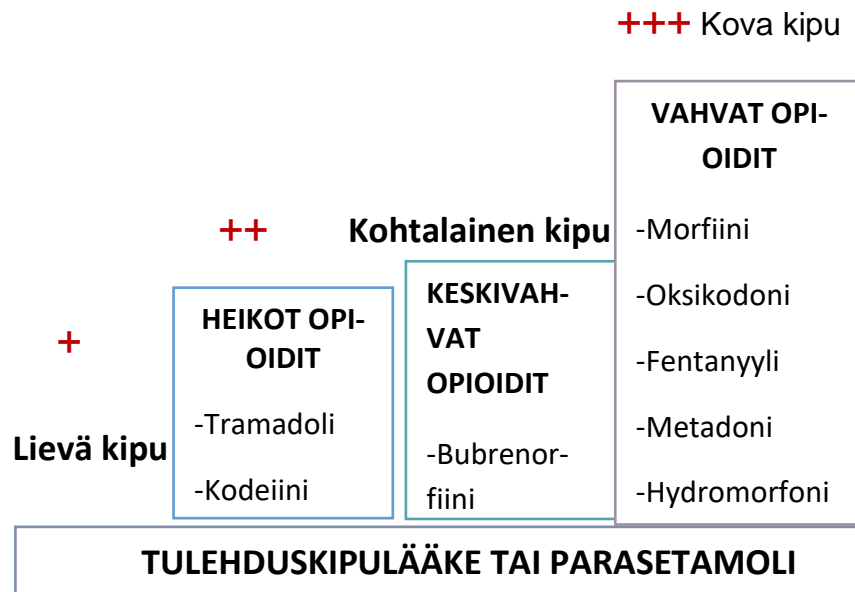 +++ Kova kipu
VAHVAT OPI-
OIDIT
-Morfiini
-Oksikodoni
-Fentanyyli
-Metadoni
-Hydromorfoni
++ Kohtalainen kipu
KESKIVAH-
VAT
OPIOIDIT
-Bubrenor-
fiini
HEIKOT OPI-
OIDIT
-Tramadoli
-Kodeiini
+
Lievä kipu
TULEHDUSKIPULÄÄKE TAI PARASETAMOLI